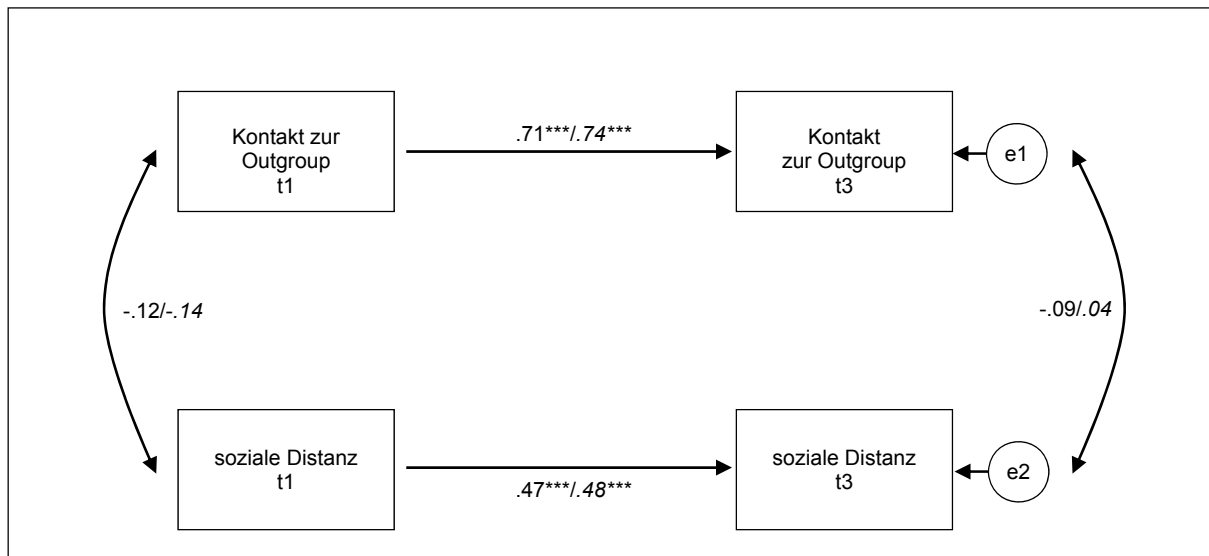 Kontakt zur
Outgroup
t1
.71***/.74***
Kontakt
zur Outgroup
t3
e1
-.12/-.14
-.09/.04
soziale Distanz
t1
.47***/.48***
soziale Distanz
t3
e2